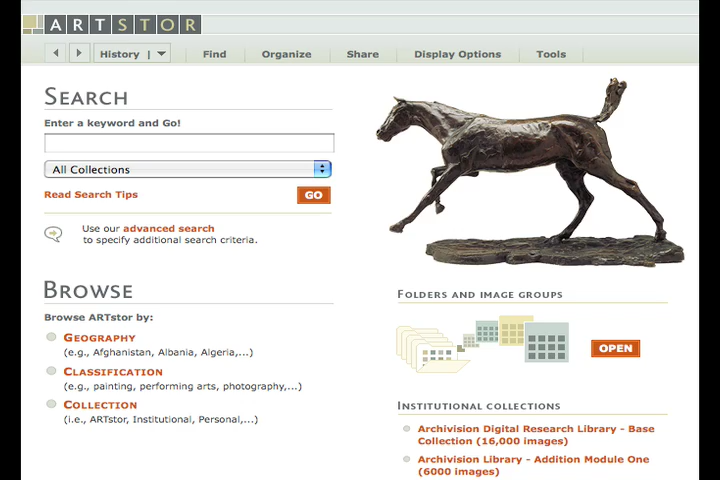 ARTSTOR
History | Find Organize Share Display Options Tools
SEARCH
Enter a keyword and Go!
All Collections
Read Search Tips GO
Use our advanced search
to specify additional search criteria.
BROWSE
Browse ARTstor by:
GEOGRAPHY
(e.g., Afghanistan, Albania, Algeria,...)
CLASSIFICATION
(e.g., painting, performing arts, photography,...)
COLLECTION
(i.e., ARTstor, Institutional, Personal,...)
FOLDERS AND IMAGE GROUPS
OPEN
INSTITUTIONAL COLLECTIONS
Archivision Digital Research Library - Base
Collection (16,000 images)
Archivision Library - Addition Module One
(6000 images)